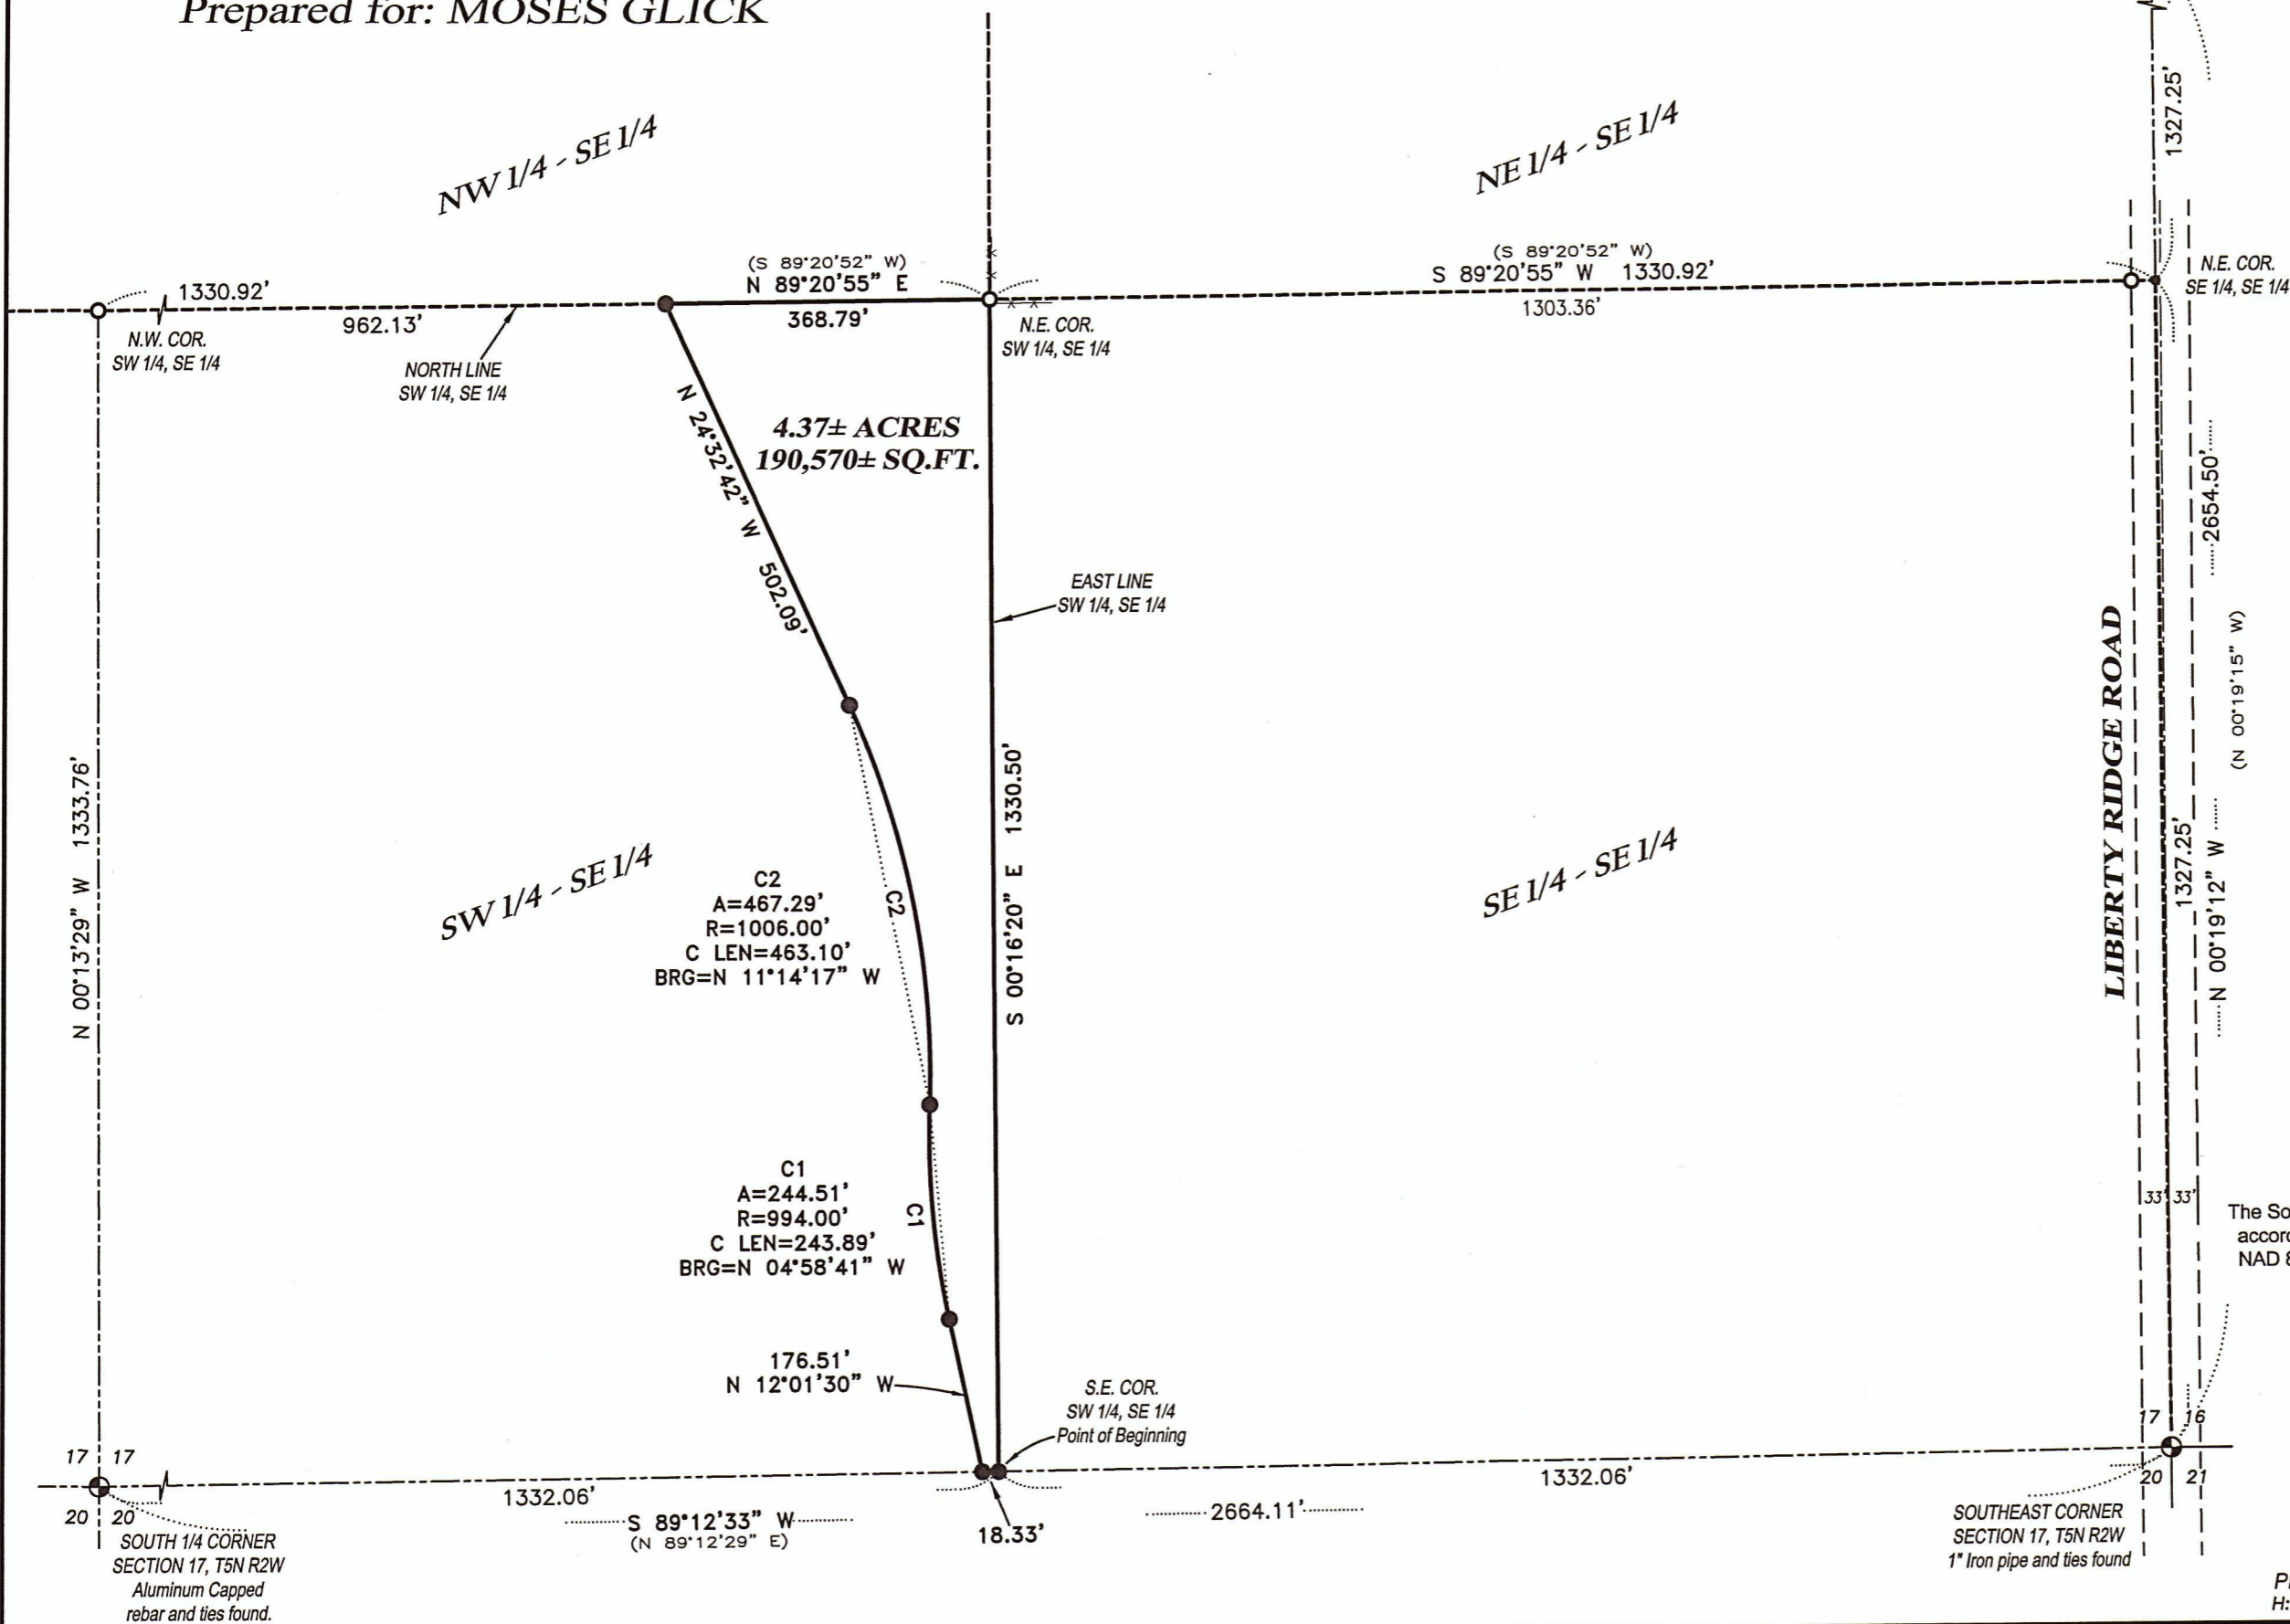 Prepared for: MOSES GLICK
NW 1/4 - SE 1/4
NE 1/4 - SE 1/4
1327.25'
1330.92'
962.13'
N.W. COR.
SW 1/4, SE 1/4
NORTH LINE
SW 1/4, SE 1/4
(S 89°20'52" W)
N 89°20'55" E
368.79'
N.E. COR.
SW 1/4, SE 1/4
(S 89°20'52" W)
S 89°20'55" W 1330.92'
1303.36'
N.E. COR.
SE 1/4, SE 1/4
4.37± ACRES
190,570± SQ.FT.
N 24°32'42" W 502.09'
EAST LINE
SW 1/4, SE 1/4
S 00°16'20" E 1330.50'
N 00°13'29" W 1333.76'
SW 1/4 - SE 1/4
SE 1/4 - SE 1/4
C2
A=467.29'
R=1006.00'
C LEN=463.10'
BRG=N 11°14'17" W
C2
C1
A=244.51'
R=994.00'
C LEN=243.89'
BRG=N 04°58'41" W
C1
176.51'
N 12°01'30" W
S.E. COR.
SW 1/4, SE 1/4
Point of Beginning
LIBERTY RIDGE ROAD
1327.25'
2654.50'
N 00°19'12" W
(N 00°19'15" W)
33' 33'
The So
accord
NAD 8
17 17
20 20
SOUTH 1/4 CORNER
SECTION 17, T5N R2W
Aluminum Capped
rebar and ties found.
1332.06'
S 89°12'33" W
(N 89°12'29" E)
18.33'
2664.11'
1332.06'
17 16
20 21
SOUTHEAST CORNER
SECTION 17, T5N R2W
1" Iron pipe and ties found
H: